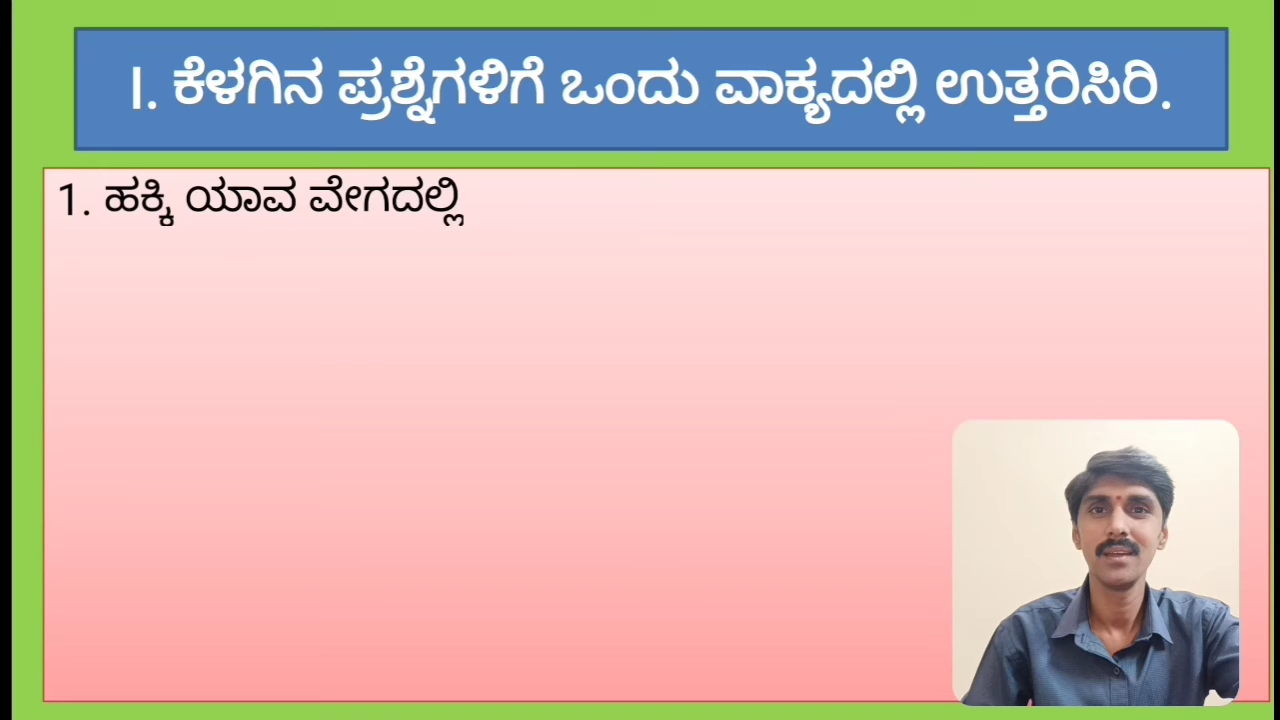 I. ಕೆಳಗಿನ ಪ್ರಶ್ನೆಗಳಿಗೆ ಒಂದು ವಾಕ್ಯದಲ್ಲಿ ಉತ್ತರಿಸಿರಿ.
1. ಹಕ್ಕಿ ಯಾವ ವೇಗದಲ್ಲಿ